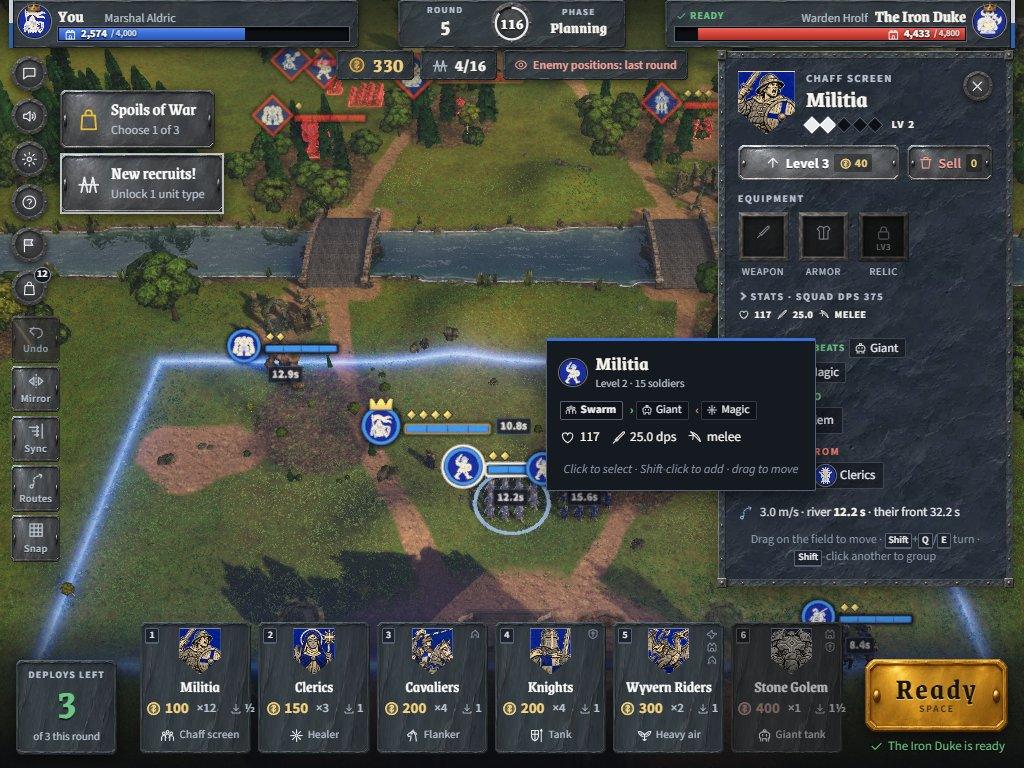 You Marshal Aldric
2,574 / 4,000
ROUND
5
116
PHASE
Planning
READY Warden Hrolf The Iron Duke
4,433 / 4,800
330
4/16
Enemy positions: last round
Spoils of War
Choose 1 of 3
New recruits!
Unlock 1 unit type
12
Undo
Mirror
Sync
Routes
Snap
CHAFF SCREEN
Militia
LV 2
Level 3 40
Sell 0
EQUIPMENT
LV3
WEAPON ARMOR RELIC
STATS · SQUAD DPS 375
117 25.0 MELEE
BEATS Giant
Clerics
3.0 m/s · river 12.2 s · their front 32.2 s
Drag on the field to move · Shift + Q / E turn ·
Shift-click another to group
12.9s
10.8s
12.2s
15.6s
8.4s
Militia
Level 2 · 15 soldiers
Swarm › Giant ‹ Magic
117 25.0 dps melee
Click to select · Shift-click to add · drag to move
DEPLOYS LEFT
3
of 3 this round
1
Militia
100 ×12 ½
Chaff screen
2
Clerics
150 ×3 1
Healer
3
Cavaliers
200 ×4 1
Flanker
4
Knights
200 ×4 1
Tank
5
Wyvern Riders
300 ×2 1
Heavy air
6
Stone Golem
400 ×1 1½
Giant tank
Ready
SPACE
The Iron Duke is ready